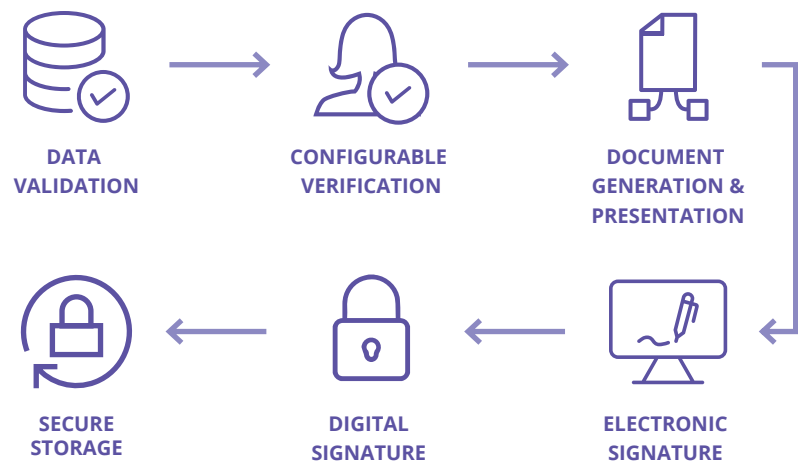 DATA
VALIDATION
CONFIGURABLE
VERIFICATION
DOCUMENT
GENERATION &
PRESENTATION
ELECTRONIC
SIGNATURE
DIGITAL
SIGNATURE
SECURE
STORAGE